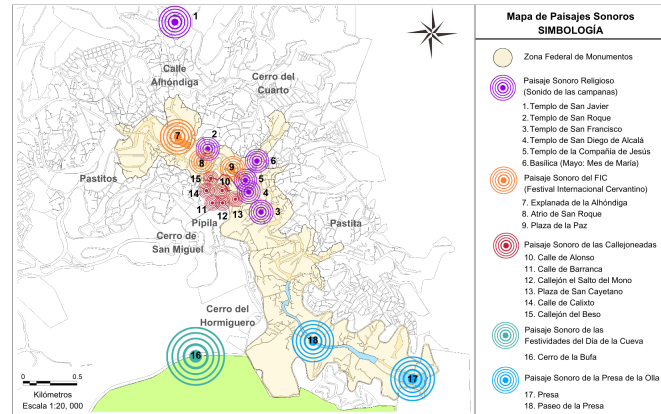 1
Calle
Alhóndiga
Cerro del
Cuarto
7
2
8
9
6
15
10
5
Pastitos
14
4
11
12
13
3
Pípila
Pastita
Cerro de
San Miguel
Cerro del
Hormiguero
18
16
17
0
0.5
Kilómetros
Escala 1:20, 000
Mapa de Paisajes Sonoros
SIMBOLOGÍA
Zona Federal de Monumentos
Paisaje Sonoro Religioso
(Sonido de las campanas)
1. Templo de San Javier
2. Templo de San Roque
3. Templo de San Francisco
4. Templo de San Diego de Alcalá
5. Templo de la Compañía de Jesús
6. Basílica (Mayo: Mes de María)
Paisaje Sonoro del FIC
(Festival Internacional Cervantino)
7. Explanada de la Alhóndiga
8. Atrio de San Roque
9. Plaza de la Paz
Paisaje Sonoro de las Callejoneadas
10. Calle de Alonso
11. Calle de Barranca
12. Callejón el Salto del Mono
13. Plaza de San Cayetano
14. Calle de Calixto
15. Callejón del Beso
Paisaje Sonoro de las
Festividades del Día de la Cueva
16. Cerro de la Bufa
Paisaje Sonoro de la Presa de la Olla
17. Presa
18. Paseo de la Presa